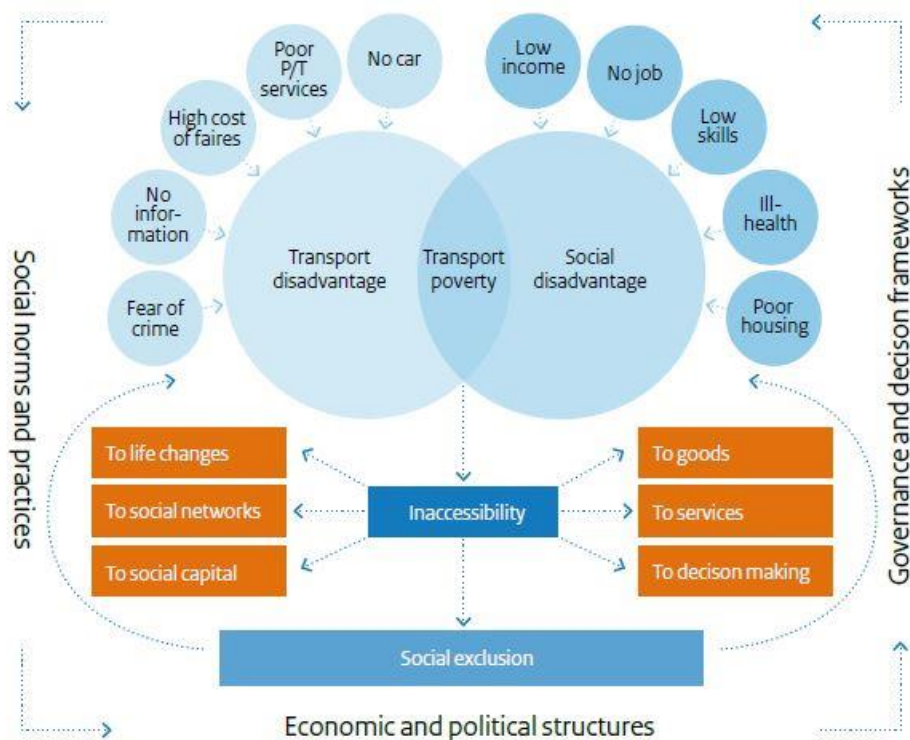 Poor
P/T
services
No car
Low
income
No job
High cost
of faires
Low
skills
No
infor-
mation
Ill-
health
Fear of
crime
Poor
housing
Transport
disadvantage
Transport
poverty
Social
disadvantage
Social norms and practices
Governance and decision frameworks
To life changes
To social networks
To social capital
Inaccessibility
To goods
To services
To decison making
Social exclusion
Economic and political structures